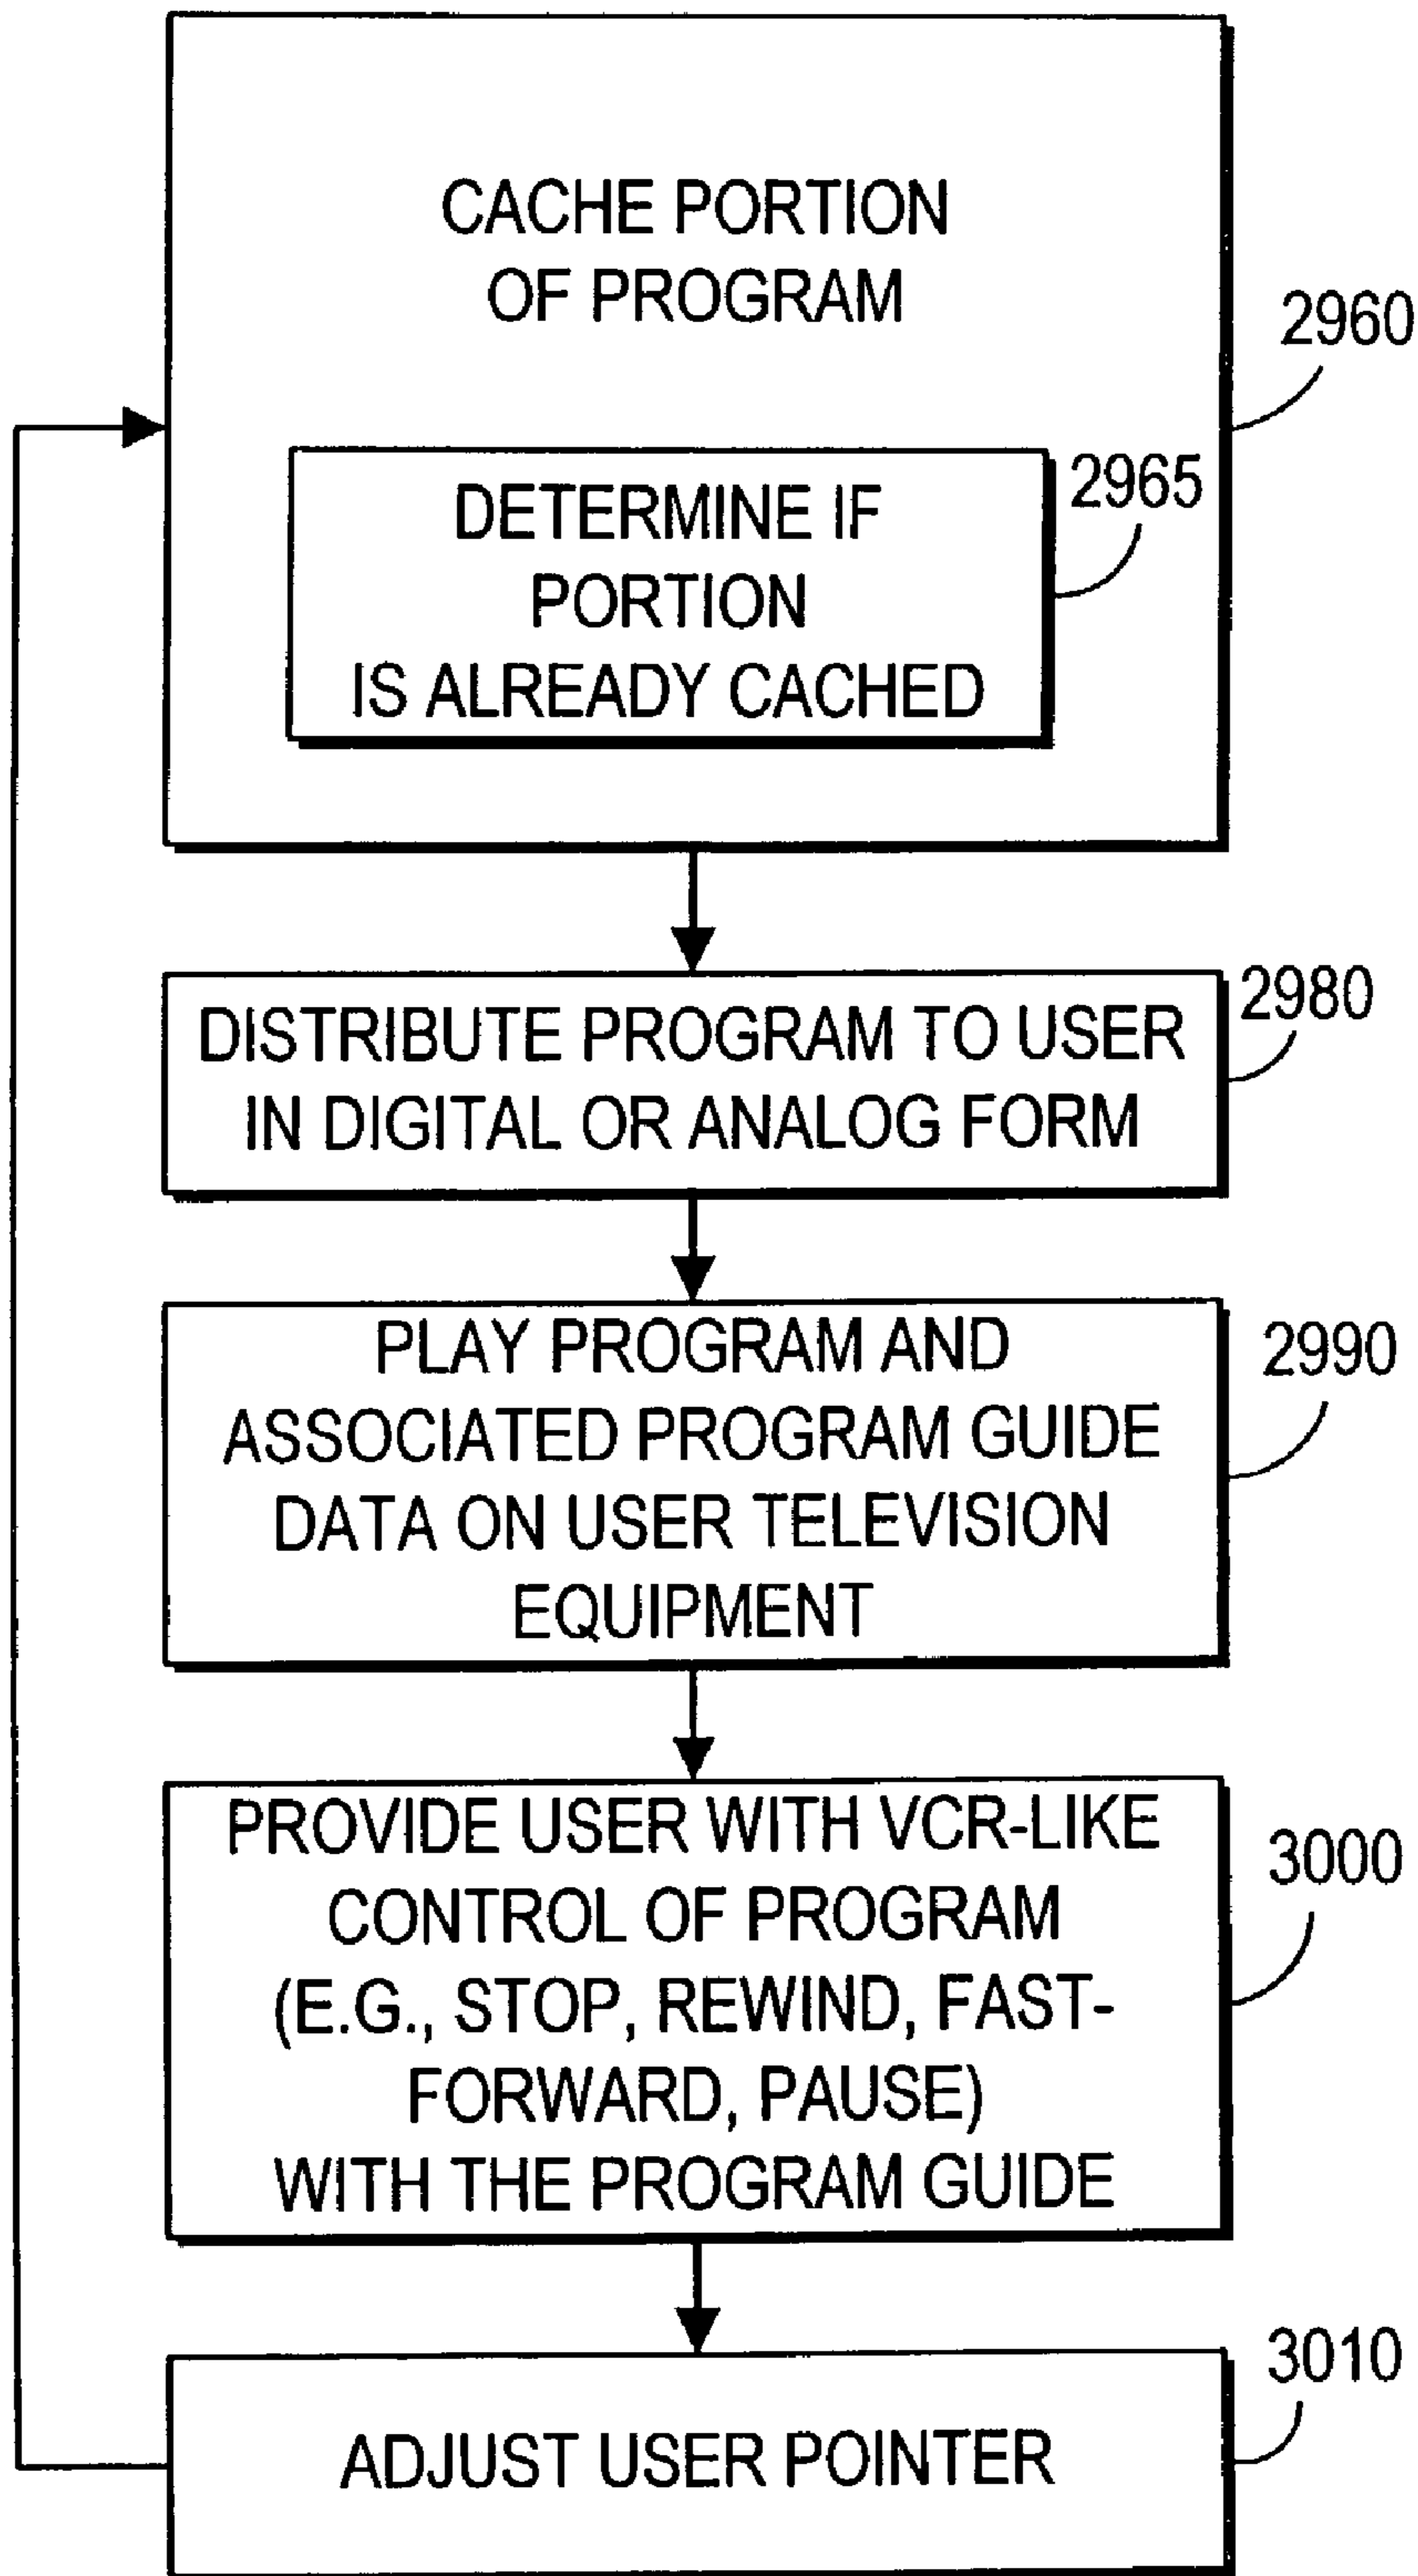 CACHE PORTION
OF PROGRAM
2960
2965
DETERMINE IF
PORTION
IS ALREADY CACHED
2980
DISTRIBUTE PROGRAM TO USER
IN DIGITAL OR ANALOG FORM
2990
PLAY PROGRAM AND
ASSOCIATED PROGRAM GUIDE
DATA ON USER TELEVISION
EQUIPMENT
3000
PROVIDE USER WITH VCR-LIKE
CONTROL OF PROGRAM
(E.G., STOP, REWIND, FAST-
FORWARD, PAUSE)
WITH THE PROGRAM GUIDE
3010
ADJUST USER POINTER